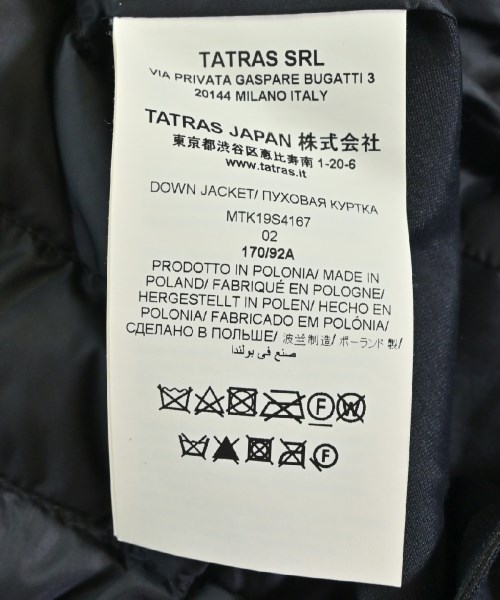 TATRAS SRL
VIA PRIVATA GASPARE BUGATTI 3
20144 MILANO ITALY
TATRAS JAPAN 株式会社
東京都渋谷区恵比寿南1-20-6
www.tatras.it
DOWN JACKET/ ПУХОВАЯ КУРТКА
MTK19S4167
02
170/92A
PRODOTTO IN POLONIA/ MADE IN
POLAND/ FABRIQUÉ EN POLOGNE/
HERGESTELLT IN POLEN/ HECHO EN
POLONIA/ FABRICADO EM POLÓNIA/
СДЕЛАНО В ПОЛЬШЕ/ 波兰制造/ ポーランド製/
صنع في بولندا
F W
F